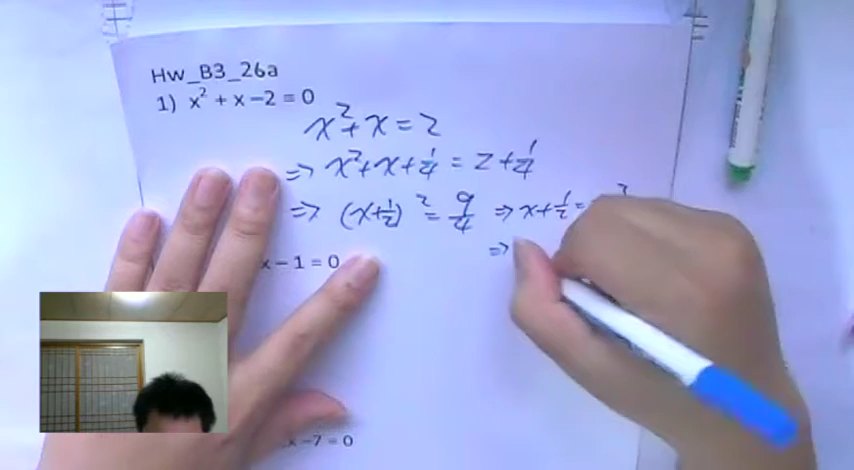 Hw_B3_26a
1) x² + x − 2 = 0
x² + x = 2
⇒ x² + x + 1/4 = 2 + 1/4
⇒ (x + 1/2)² = 9/4 ⇒ x + 1/2 =
⇒
x − 1 = 0
x − 7 = 0